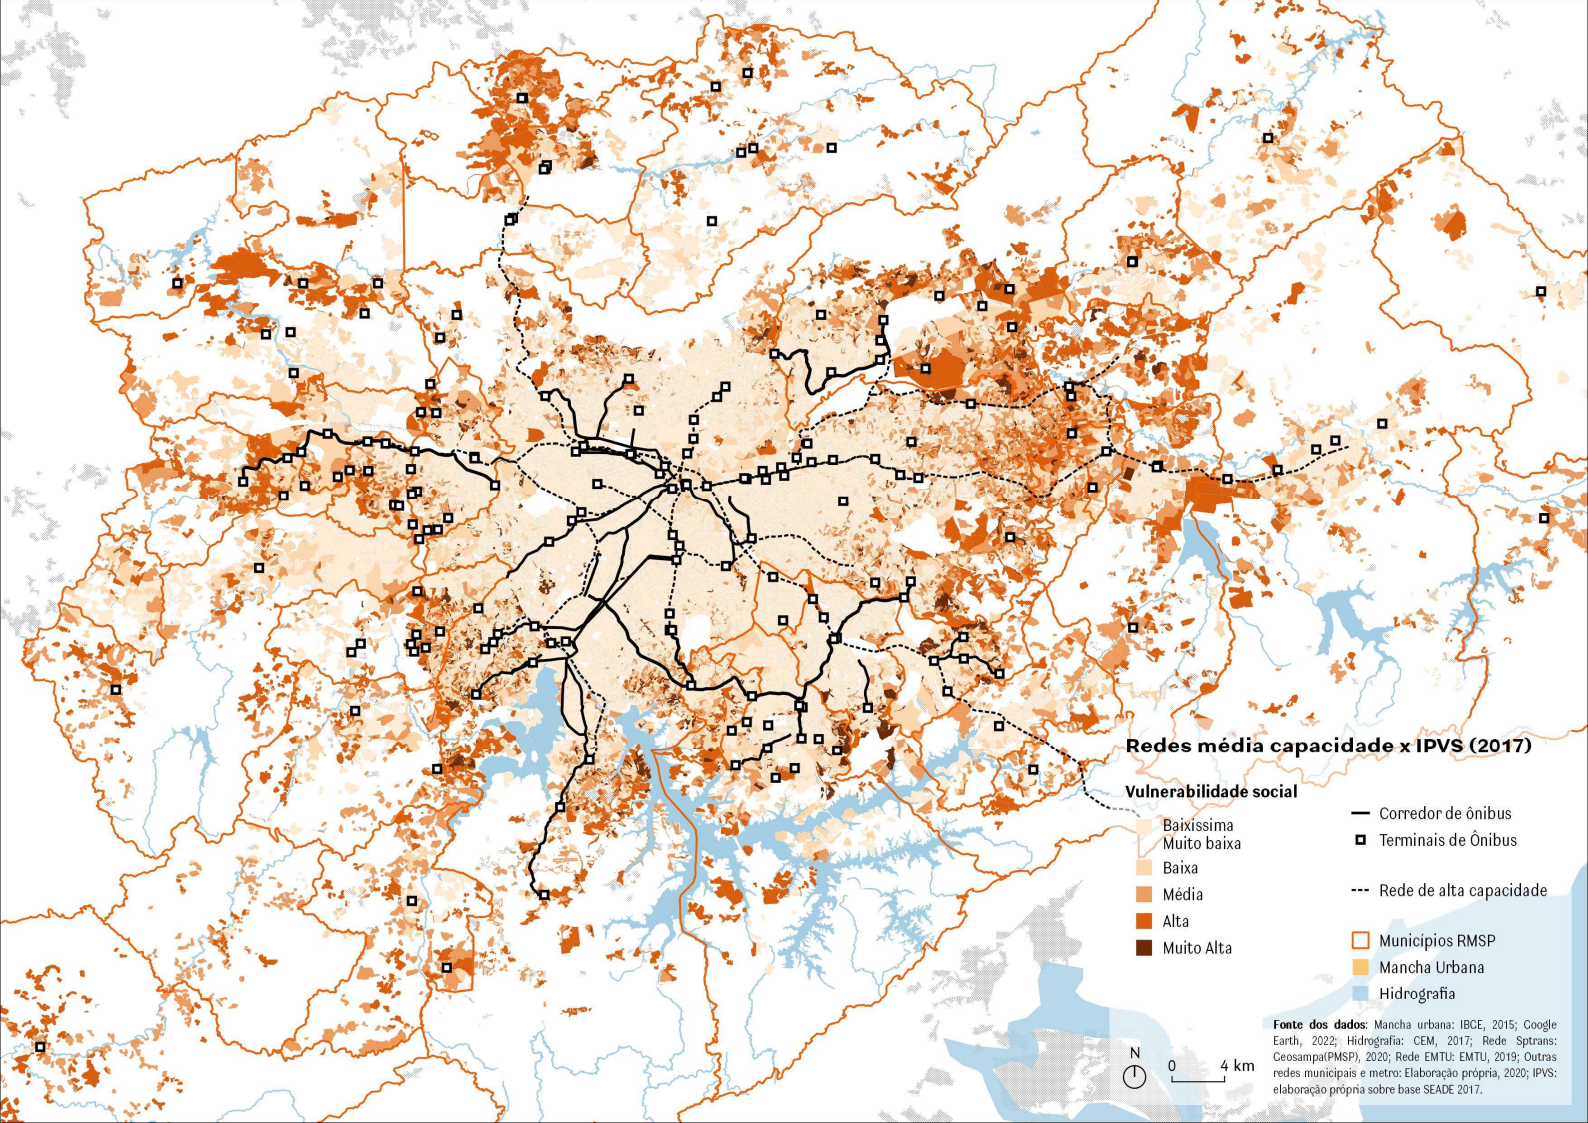 Redes média capacidade x IPVS (2017)
Vulnerabilidade social
Baixíssima
Muito baixa
Baixa
Média
Alta
Muito Alta
Corredor de ônibus
Terminais de Ônibus
Rede de alta capacidade
Municípios RMSP
Mancha Urbana
Hidrografia
Fonte dos dados: Mancha urbana: IBGE, 2015; Google
Earth, 2022; Hidrografia: CEM, 2017; Rede Sptrans:
Geosampa(PMSP), 2020; Rede EMTU: EMTU, 2019; Outras
redes municipais e metro: Elaboração própria, 2020; IPVS:
elaboração própria sobre base SEADE 2017.
N
0 4 km